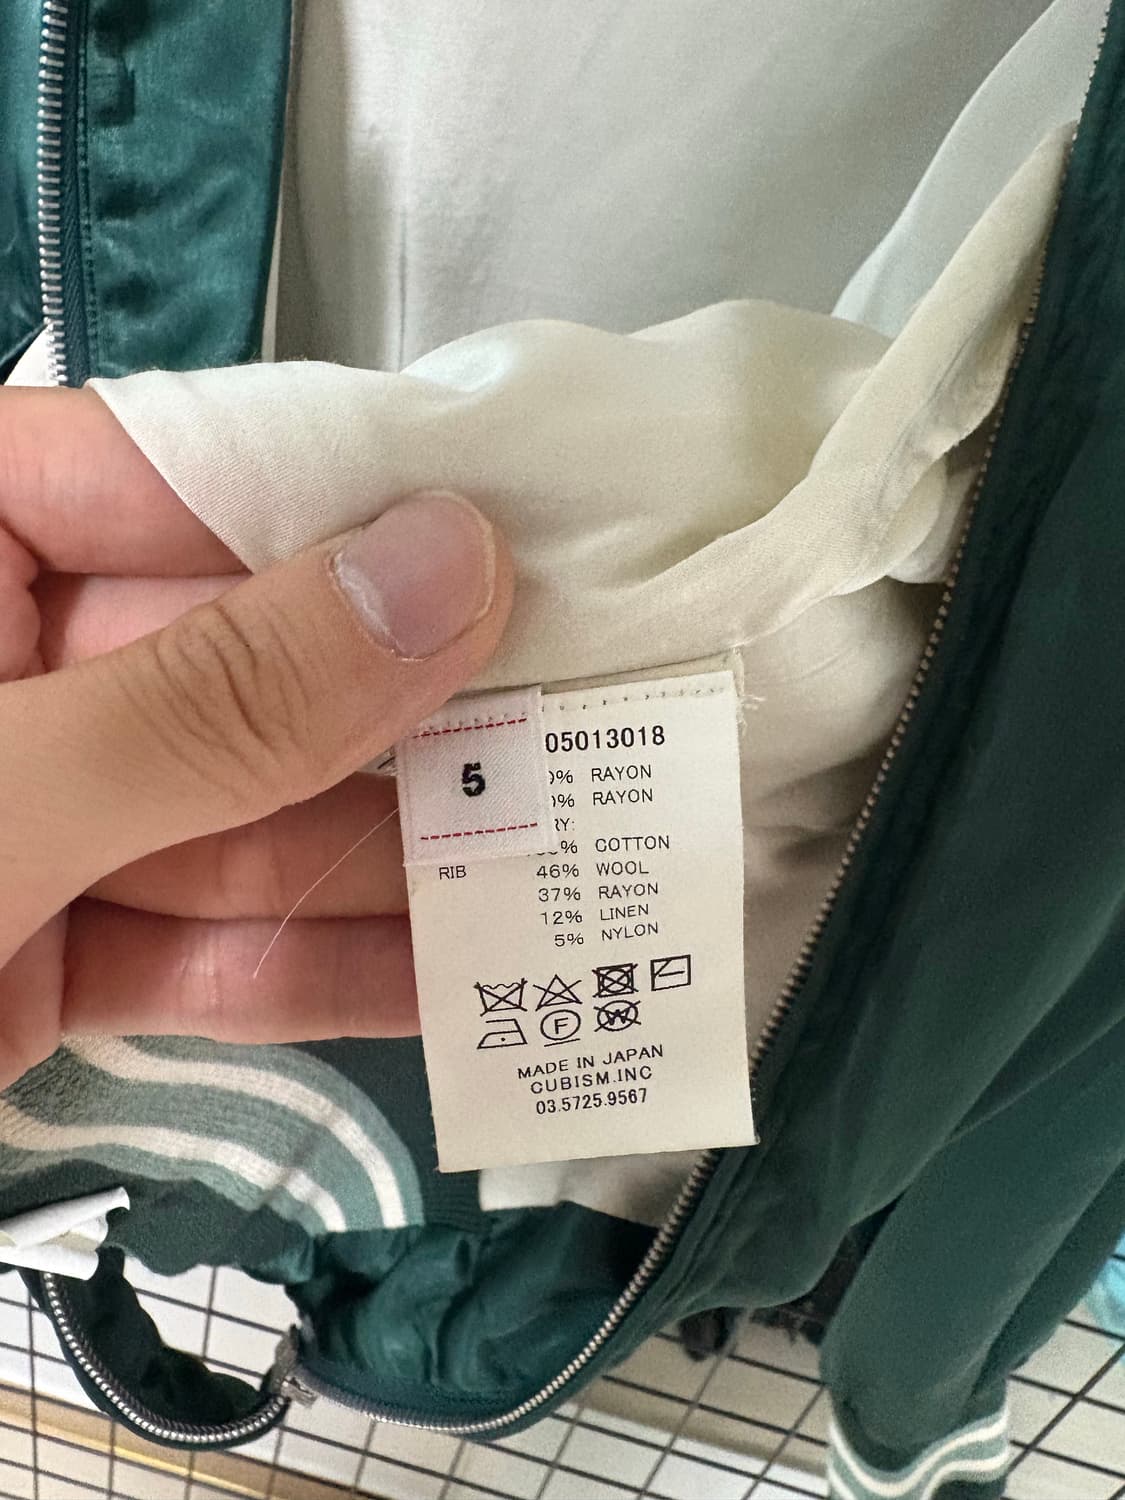 5
05013018
% RAYON
% RAYON
RY:
% COTTON
RIB 46% WOOL
37% RAYON
12% LINEN
5% NYLON
F
W
MADE IN JAPAN
CUBISM.INC
03.5725.9567